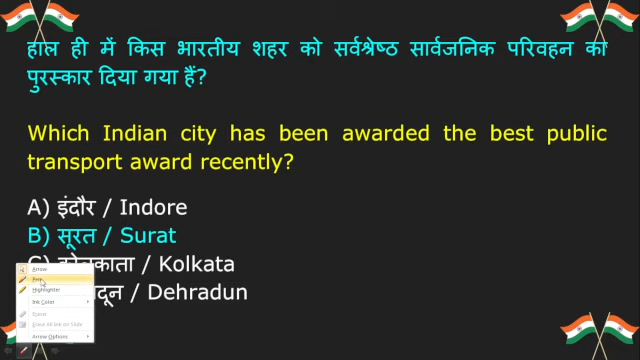 हाल ही में किस भारतीय शहर को सर्वश्रेष्ठ सार्वजनिक परिवहन का
पुरस्कार दिया गया हैं?
Which Indian city has been awarded the best public
transport award recently?
A) इंदौर / Indore
B) सूरत / Surat
/ Kolkata
/ Dehradun
Arrow
Pen
Highlighter
Ink Color
Eraser
Erase All Ink on Slide
Arrow Options